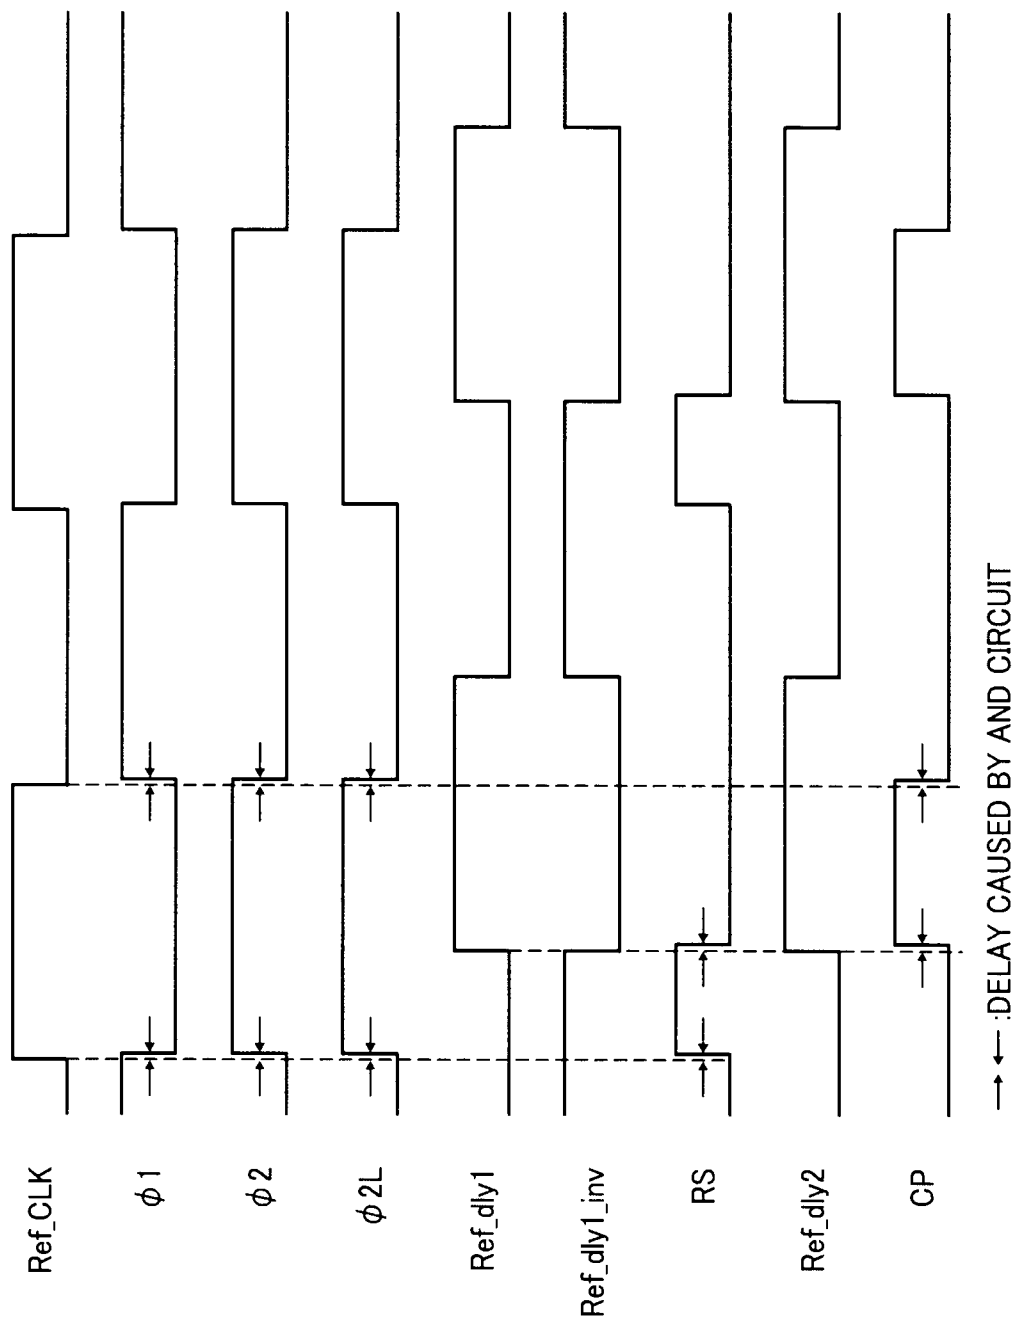 Ref_CLK
φ1
φ2
φ2L
Ref_dly1
Ref_dly1_inv
RS
Ref_dly2
CP
:DELAY CAUSED BY AND CIRCUIT